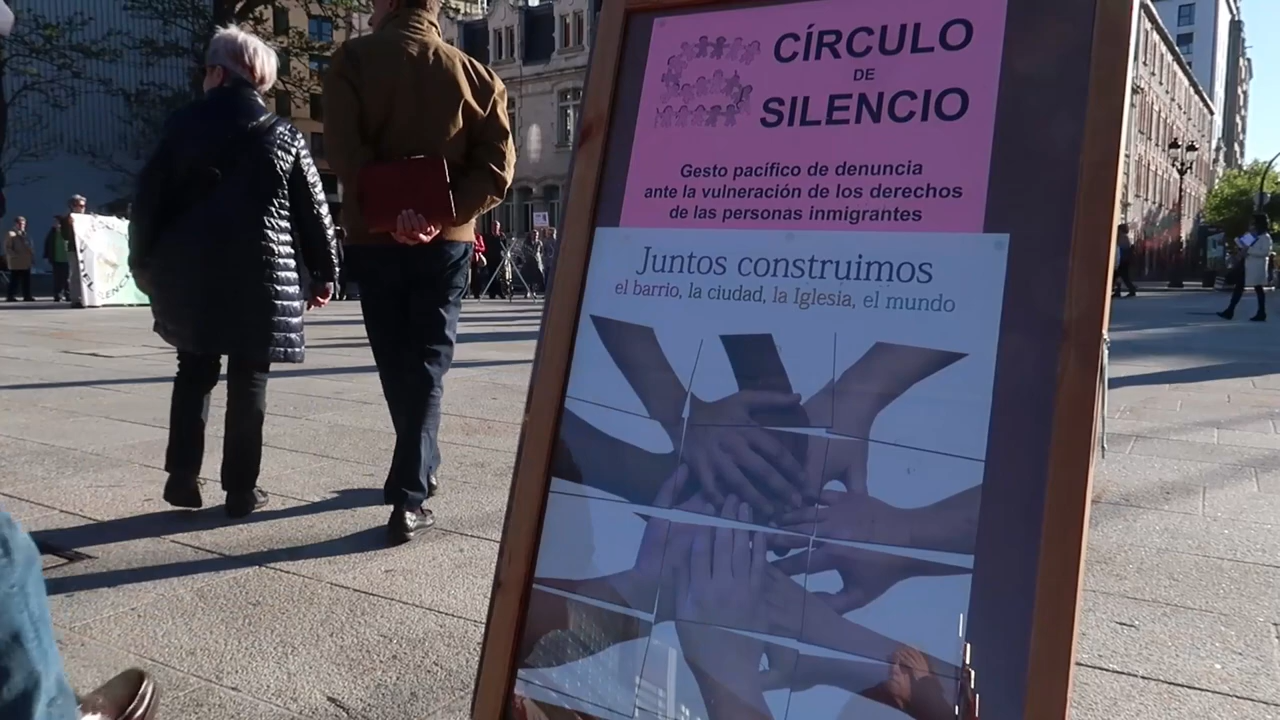 CÍRCULO
DE
SILENCIO
Gesto pacífico de denuncia
ante la vulneración de los derechos
de las personas inmigrantes
Juntos construimos
el barrio, la ciudad, la Iglesia, el mundo